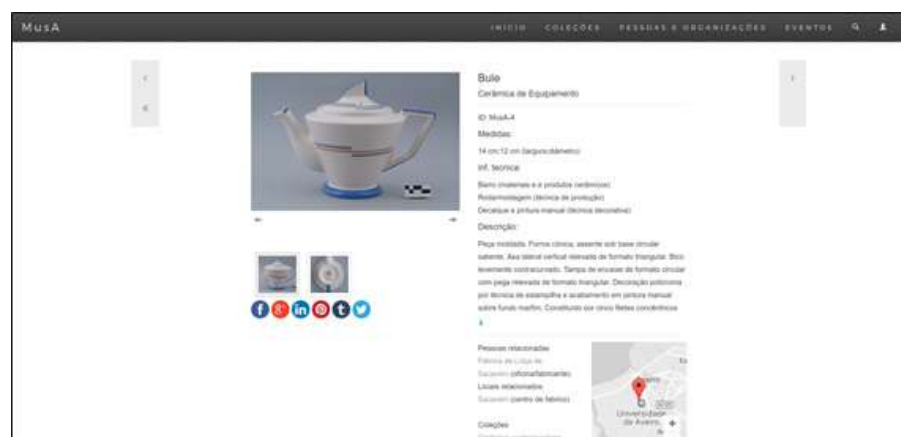 MusA
INICIO COLEÇÕES PESSOAS E ORGANIZAÇÕES EVENTOS
Bule
Cerâmica de Equipamento
ID: MusA-4
Medidas:
14 cm;12 cm (largura;diâmetro)
Inf. tecnica:
Barro (materiais e produtos cerâmicos)
Rodarmoldagem (técnica de produção)
Decalque e pintura manual (técnica decorativa)
Descrição:
Peça moldada. Forma cónica, assente sob base circular
saliente. Asa lateral vertical relevada de formato triangular. Bico
levemente contracurvado. Tampa de encaixe de formato circular
com pega relevada de formato triangular. Decoração polícroma
por técnica de estampilha e acabamento em pintura manual
sobre fundo marfim. Constituído por cinco filetes concêntricos
Pessoas relacionadas
Fábrica de Loiça de
Sacavém (oficina/fabricante)
Locais relacionados
Sacavém (centro de fabrico)
Coleções
Aveiro
Universidade
de Aveiro,